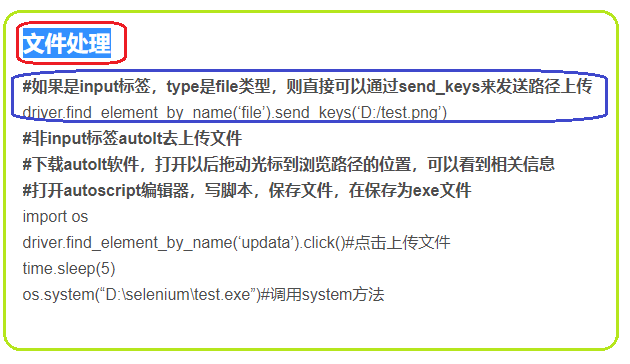 文件处理
#如果是input标签，type是file类型，则直接可以通过send_keys来发送路径上传
driver.find_element_by_name(‘file’).send_keys(‘D:/test.png’)
#非input标签autoIt去上传文件
#下载autoIt软件，打开以后拖动光标到浏览路径的位置，可以看到相关信息
#打开autoscript编辑器，写脚本，保存文件，在保存为exe文件
import os
driver.find_element_by_name(‘updata’).click()#点击上传文件
time.sleep(5)
os.system(“D:\selenium\test.exe”)#调用system方法